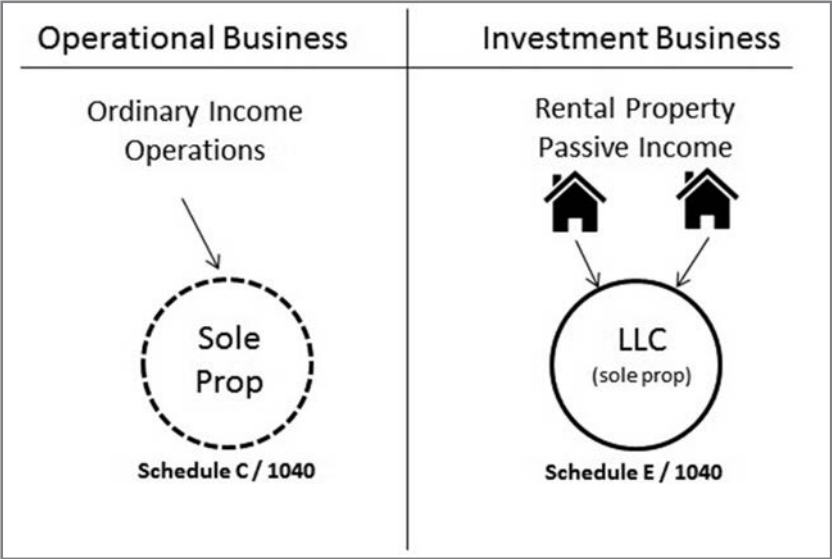 Operational Business
Investment Business
Ordinary Income
Operations
Rental Property
Passive Income
Sole
Prop
LLC
(sole prop)
Schedule C / 1040
Schedule E / 1040